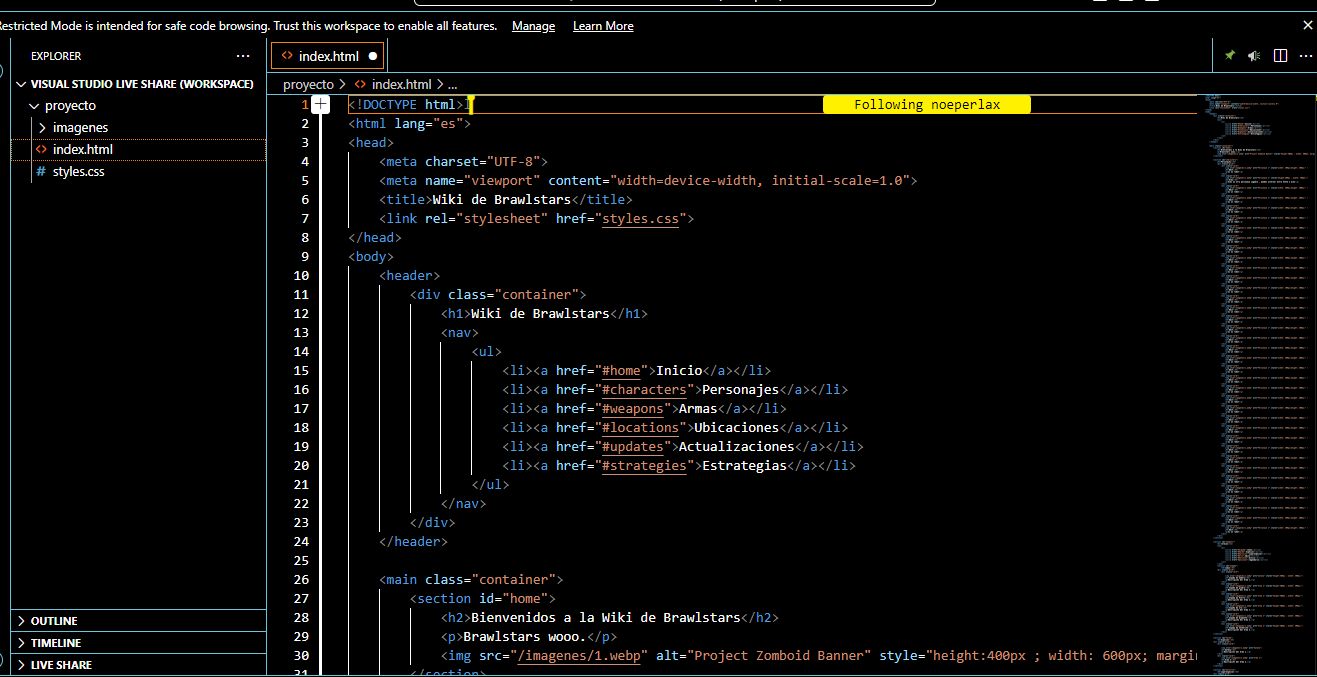 Restricted Mode is intended for safe code browsing. Trust this workspace to enable all features. Manage Learn More
EXPLORER
VISUAL STUDIO LIVE SHARE (WORKSPACE)
proyecto
imagenes
index.html
styles.css
OUTLINE
TIMELINE
LIVE SHARE
index.html
proyecto > index.html > ...
Following noeperlax
1 <!DOCTYPE html>
2 <html lang="es">
3 <head>
4 <meta charset="UTF-8">
5 <meta name="viewport" content="width=device-width, initial-scale=1.0">
6 <title>Wiki de Brawlstars</title>
7 <link rel="stylesheet" href="styles.css">
8 </head>
9 <body>
10 <header>
11 <div class="container">
12 <h1>Wiki de Brawlstars</h1>
13 <nav>
14 <ul>
15 <li><a href="#home">Inicio</a></li>
16 <li><a href="#characters">Personajes</a></li>
17 <li><a href="#weapons">Armas</a></li>
18 <li><a href="#locations">Ubicaciones</a></li>
19 <li><a href="#updates">Actualizaciones</a></li>
20 <li><a href="#strategies">Estrategias</a></li>
21 </ul>
22 </nav>
23 </div>
24 </header>
25
26 <main class="container">
27 <section id="home">
28 <h2>Bienvenidos a la Wiki de Brawlstars</h2>
29 <p>Brawlstars wooo.</p>
30 <img src="/imagenes/1.webp" alt="Project Zomboid Banner" style="height:400px ; width: 600px; margin
31 </section>